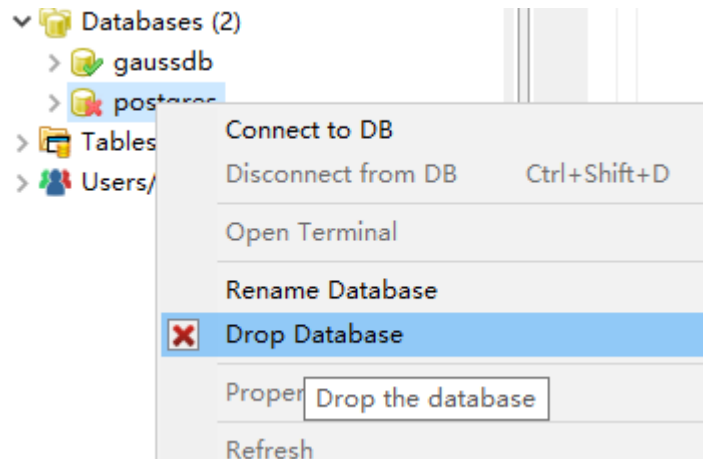 Databases (2)
gaussdb
postgres
Connect to DB
Tables
Disconnect from DB Ctrl+Shift+D
Users/
Open Terminal
Rename Database
Drop Database
Proper
Drop the database
Refresh